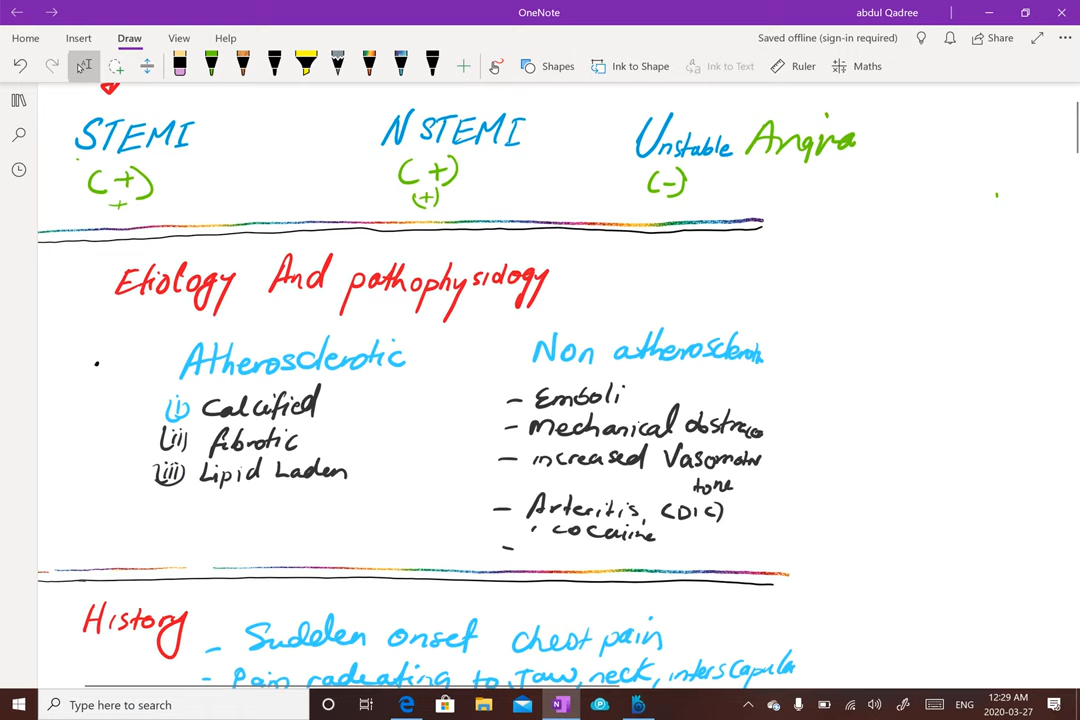 OneNote
abdul Qadree
Home Insert Draw View Help
Saved offline (sign-in required)
Share
Shapes
Ink to Shape
Ink to Text
Ruler
Maths
STEMI NSTEMI Unstable Angina
(+) (+) (-)
+ (+)
Etiology And pathophysiology
Atherosclerotic Non atherosclerotic
(i) Calcified
(ii) fibrotic
(iii) Lipid Laden
- Emboli
- Mechanical
- increased Vasomotor
tone
- Arteritis, (DIC)
, cocaine
-
History
- Sudden onset chest pain
- Pain radeating to Jaw, neck, interscapular
Type here to search
ENG
12:29 AM
2020-03-27